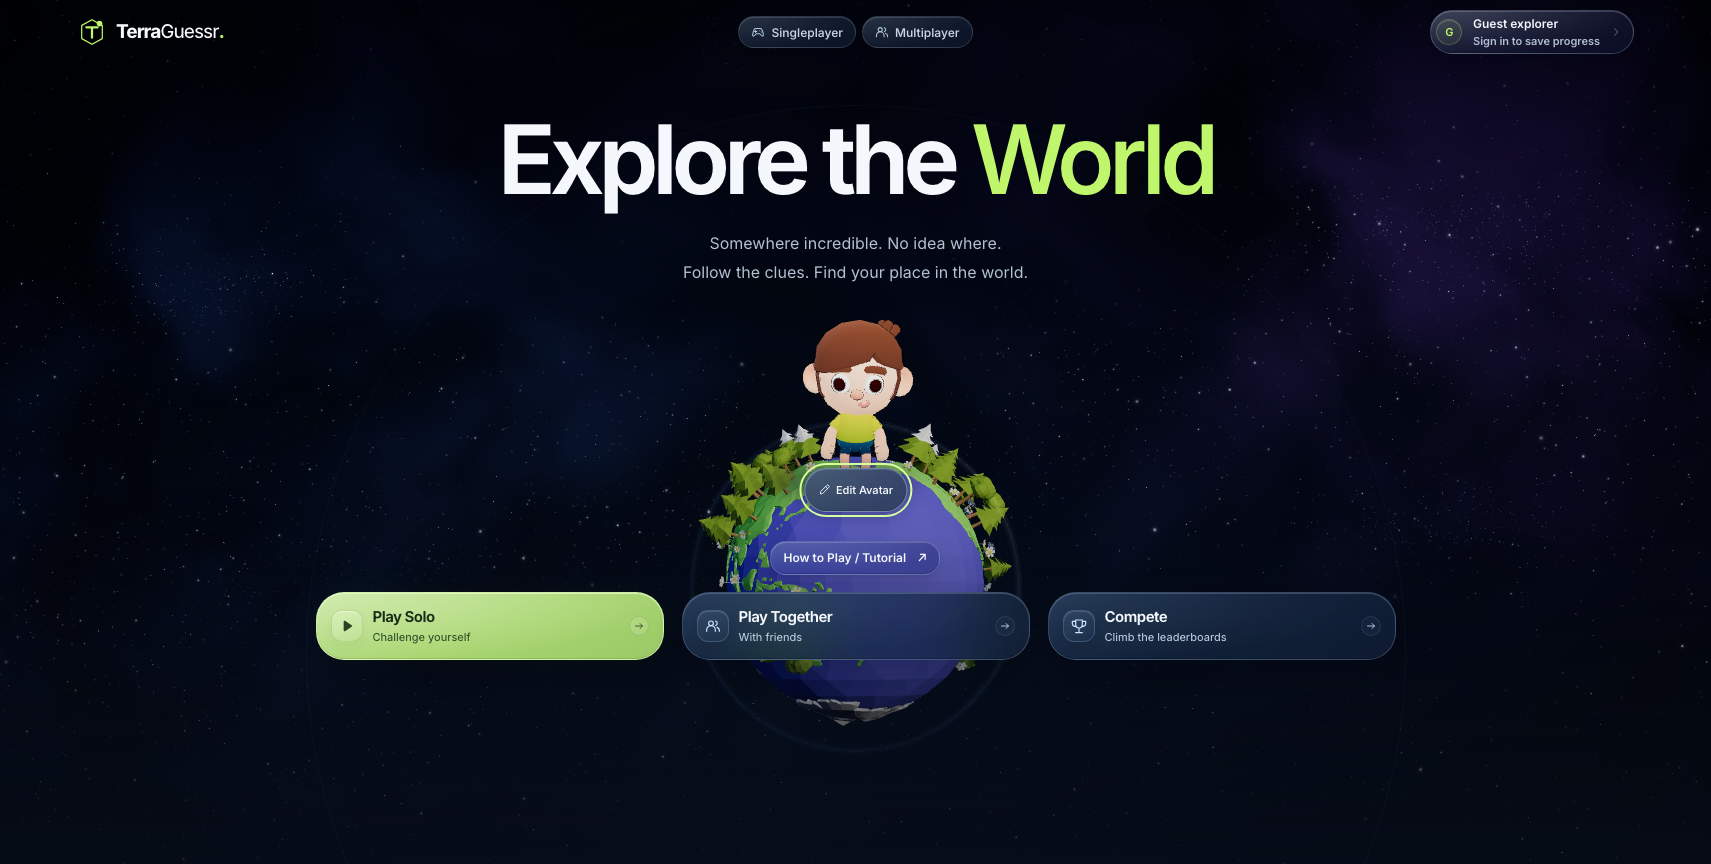 TerraGuessr.
Singleplayer
Multiplayer
G
Guest explorer
Sign in to save progress
Explore the World
Somewhere incredible. No idea where.
Follow the clues. Find your place in the world.
Edit Avatar
How to Play / Tutorial
Play Solo
Challenge yourself
Play Together
With friends
Compete
Climb the leaderboards